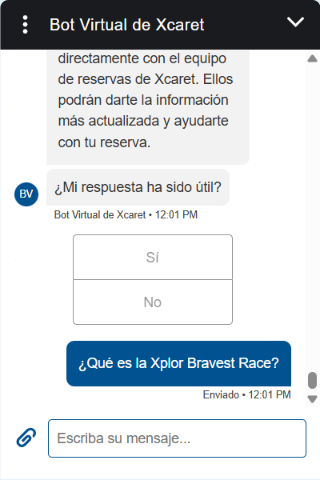 Bot Virtual de Xcaret
directamente con el equipo
de reservas de Xcaret. Ellos
podrán darte la información
más actualizada y ayudarte
con tu reserva.
¿Mi respuesta ha sido útil?
BV
Bot Virtual de Xcaret • 12:01 PM
Sí
No
¿Qué es la Xplor Bravest Race?
Enviado • 12:01 PM
Escriba su mensaje...